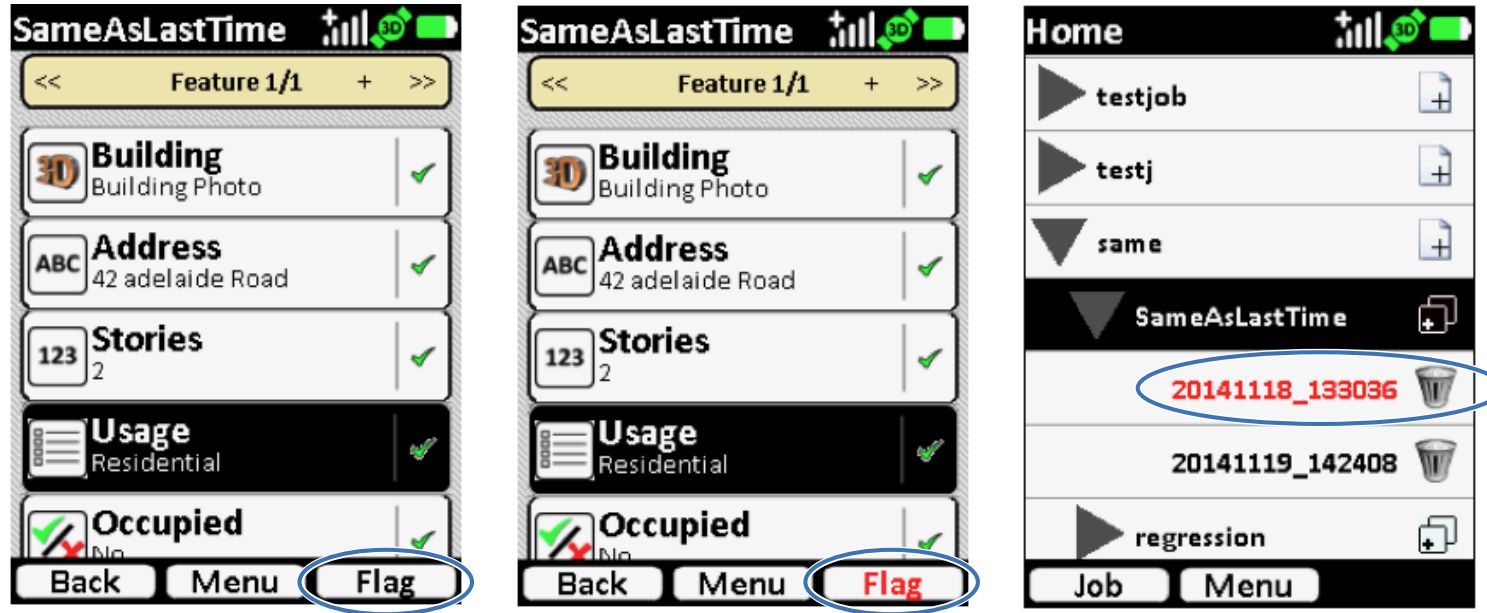 SameAsLastTime 3D
<< Feature 1/1 + >>
3D Building
Building Photo
ABC Address
42 adelaide Road
123 Stories
2
Usage
Residential
Occupied
No
Back Menu Flag
SameAsLastTime 3D
<< Feature 1/1 + >>
3D Building
Building Photo
ABC Address
42 adelaide Road
123 Stories
2
Usage
Residential
Occupied
No
Back Menu Flag
Home 3D
testjob
testj
same
SameAsLastTime
20141118_133036
20141119_142408
regression
Job Menu